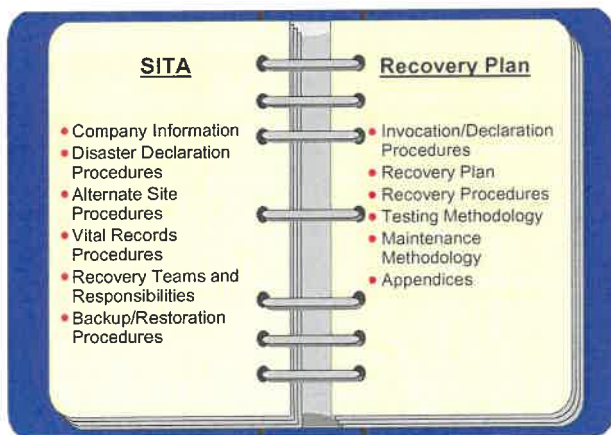 SITA
• Company Information
• Disaster Declaration
Procedures
• Alternate Site
Procedures
• Vital Records
Procedures
• Recovery Teams and
Responsibilities
• Backup/Restoration
Procedures
Recovery Plan
• Invocation/Declaration
Procedures
• Recovery Plan
• Recovery Procedures
• Testing Methodology
• Maintenance
Methodology
• Appendices